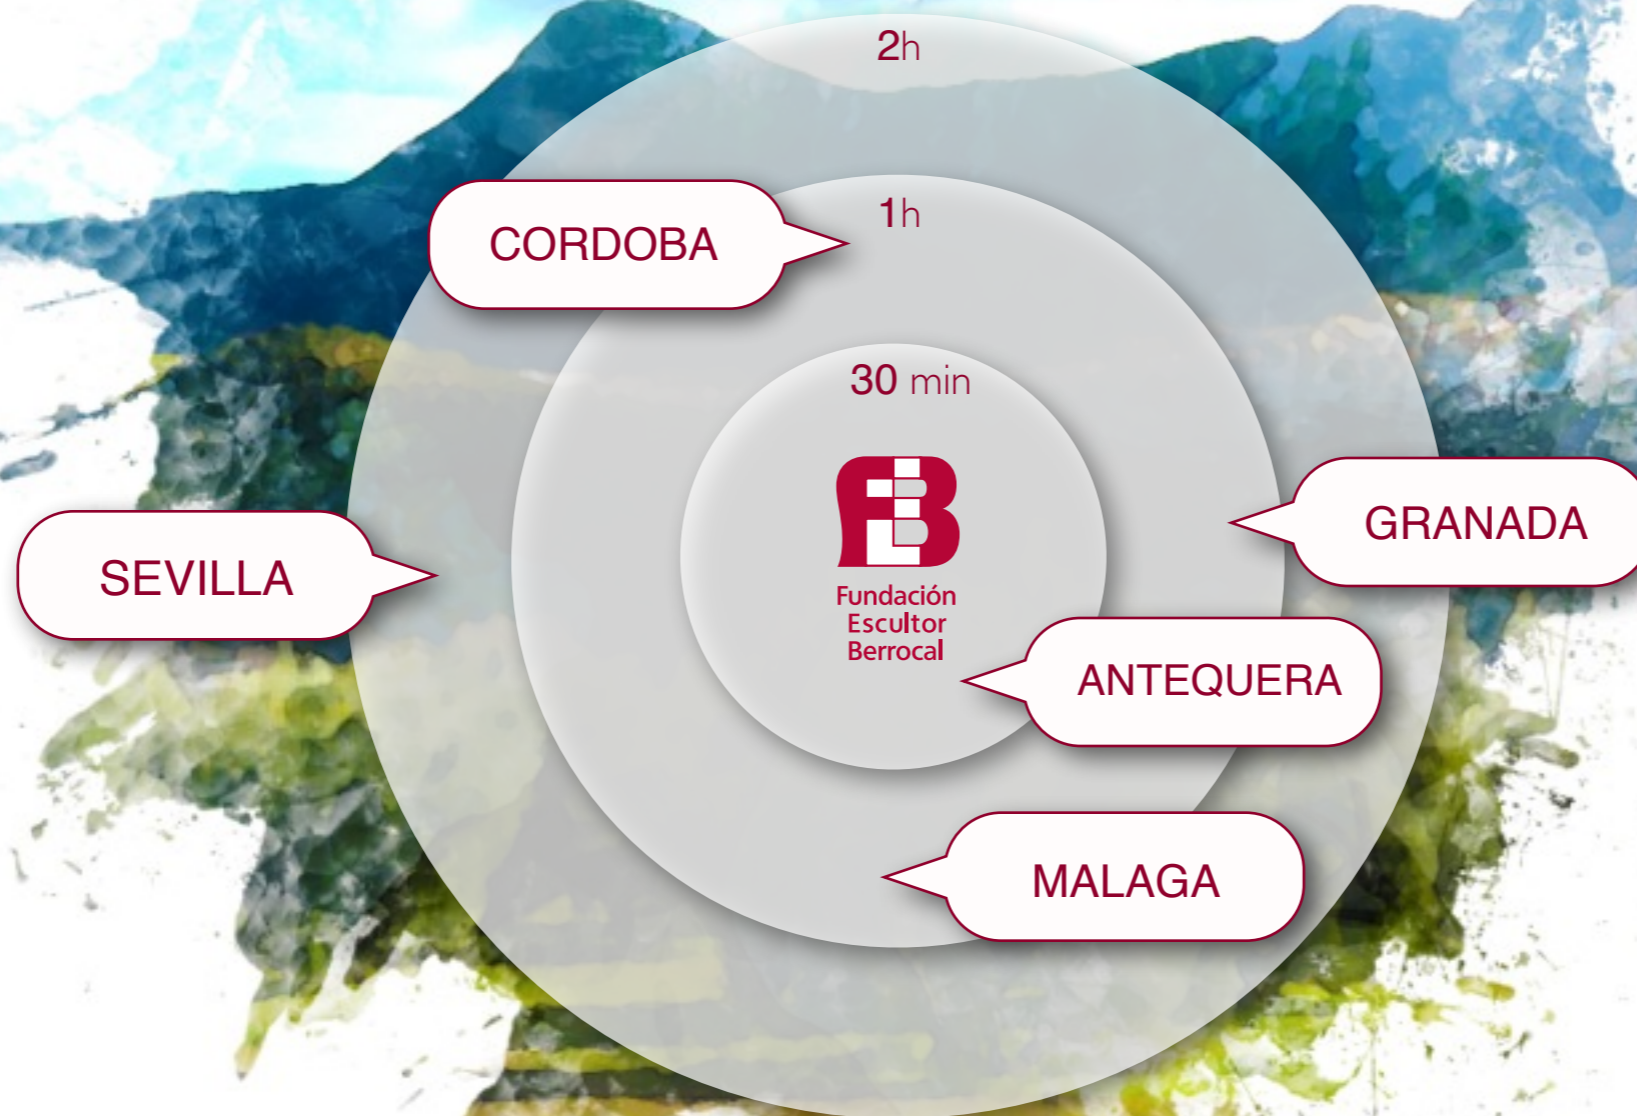 2h
CORDOBA
1h
30 min
GRANADA
SEVILLA
Fundación
Escultor
Berrocal
ANTEQUERA
MALAGA